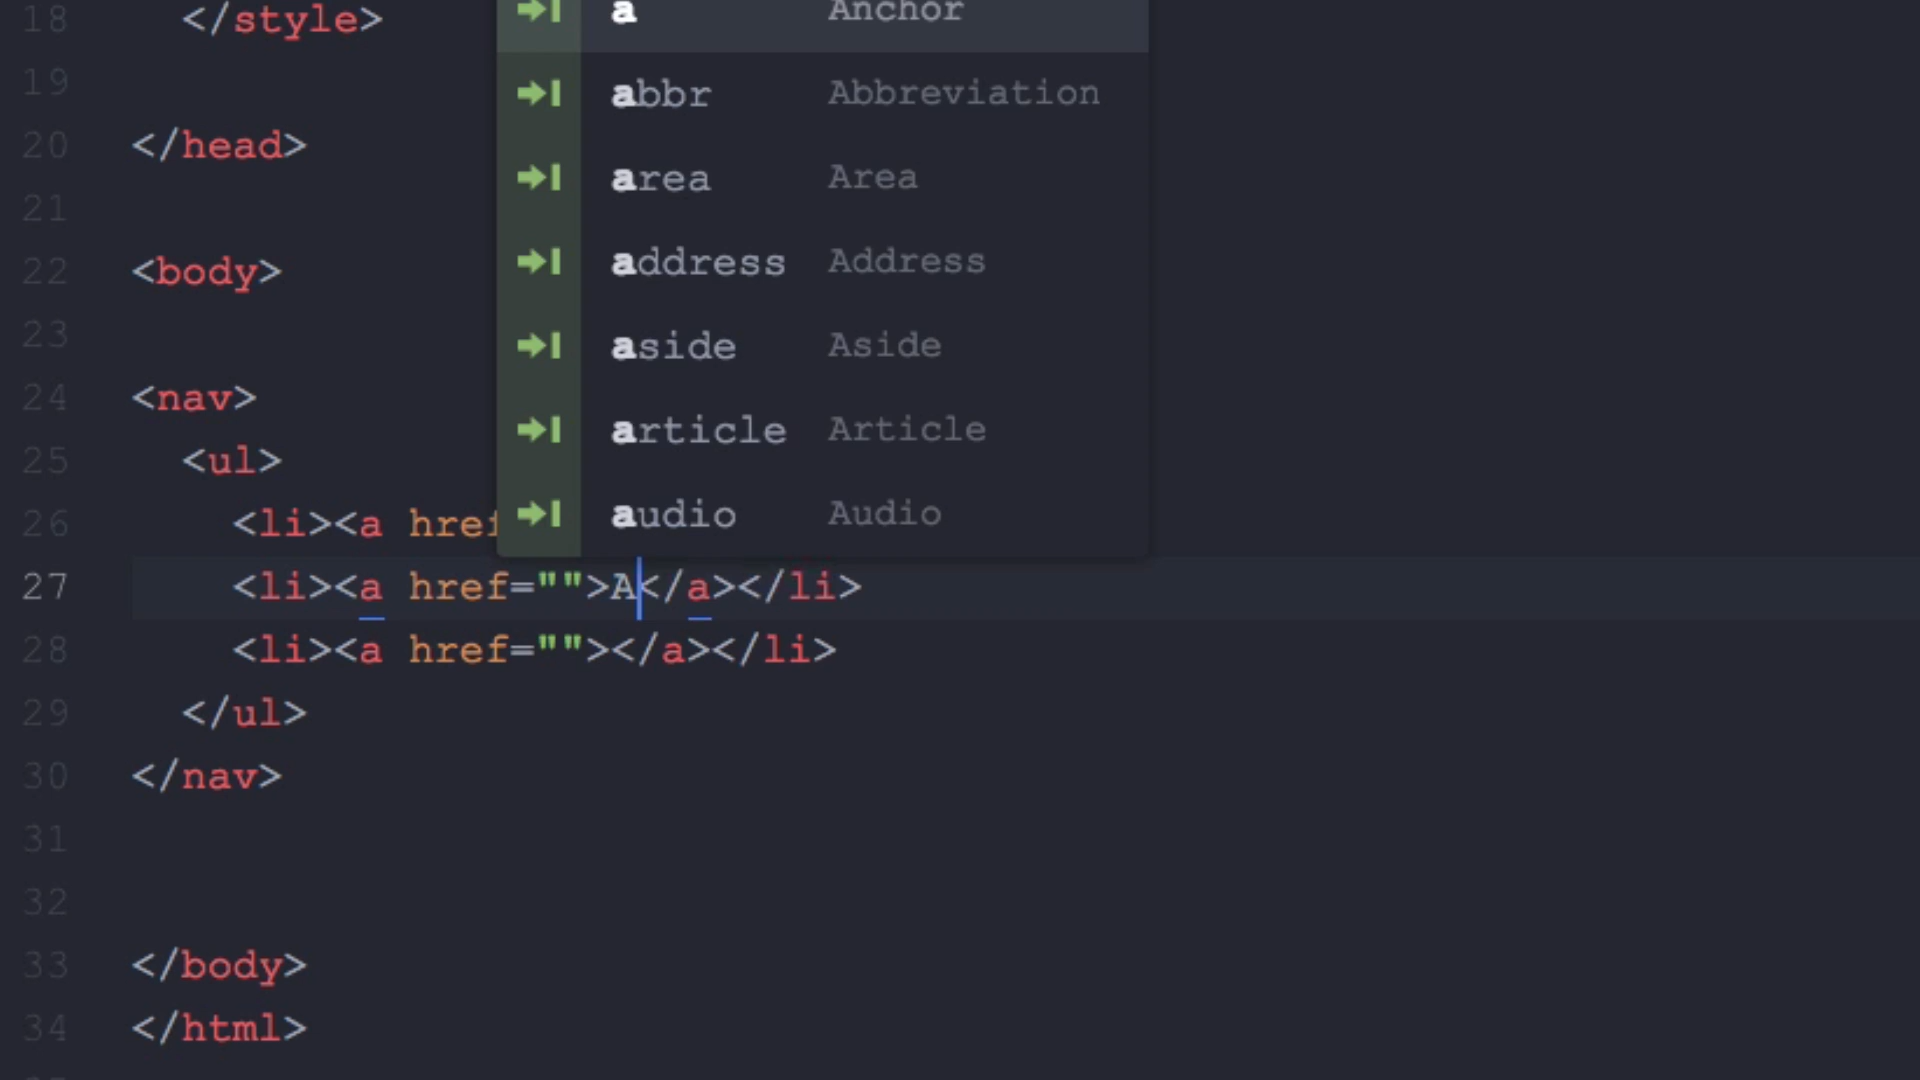 18 </style>
a Anchor
19
abbr Abbreviation
20 </head>
area Area
21
22 <body>
address Address
23
aside Aside
24 <nav>
article Article
25 <ul>
26 <li><a href
audio Audio
27 <li><a href="">A</a></li>
28 <li><a href=""></a></li>
29 </ul>
30 </nav>
31
32
33 </body>
34 </html>